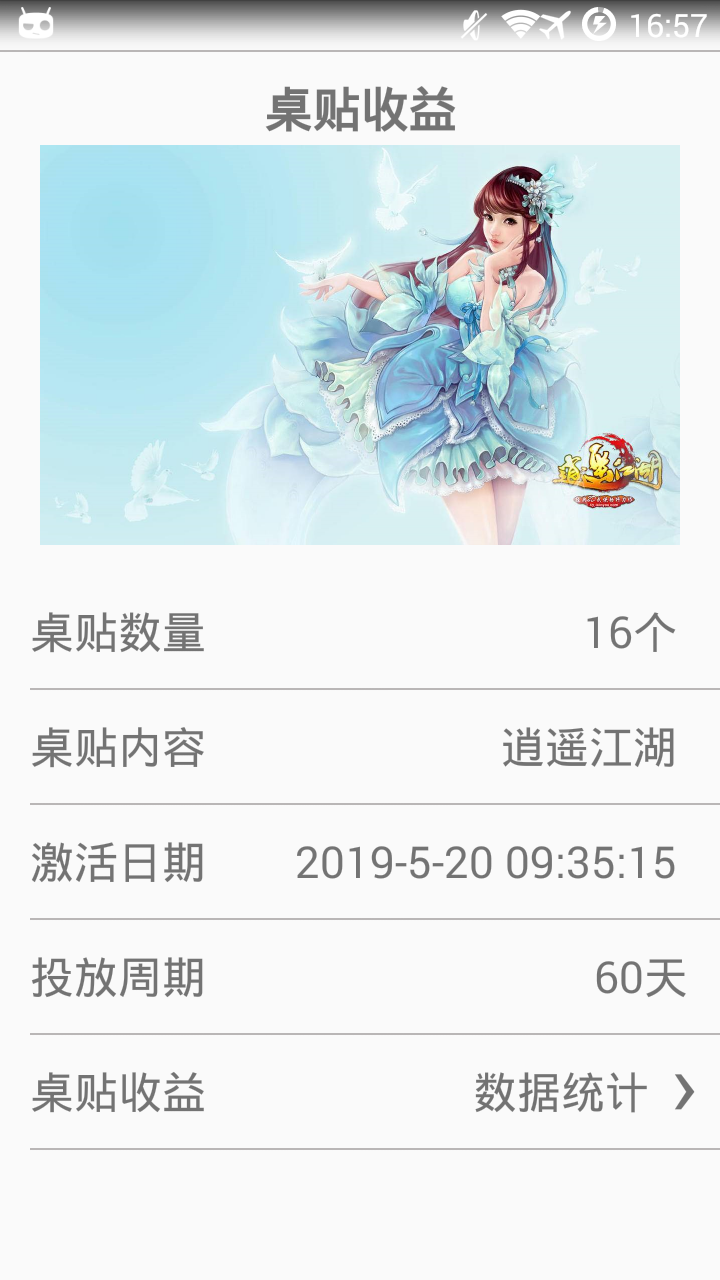 16:57
桌贴收益
逍遥江湖
桌贴数量 16个
桌贴内容 逍遥江湖
激活日期 2019-5-20 09:35:15
投放周期 60天
桌贴收益 数据统计 ❯